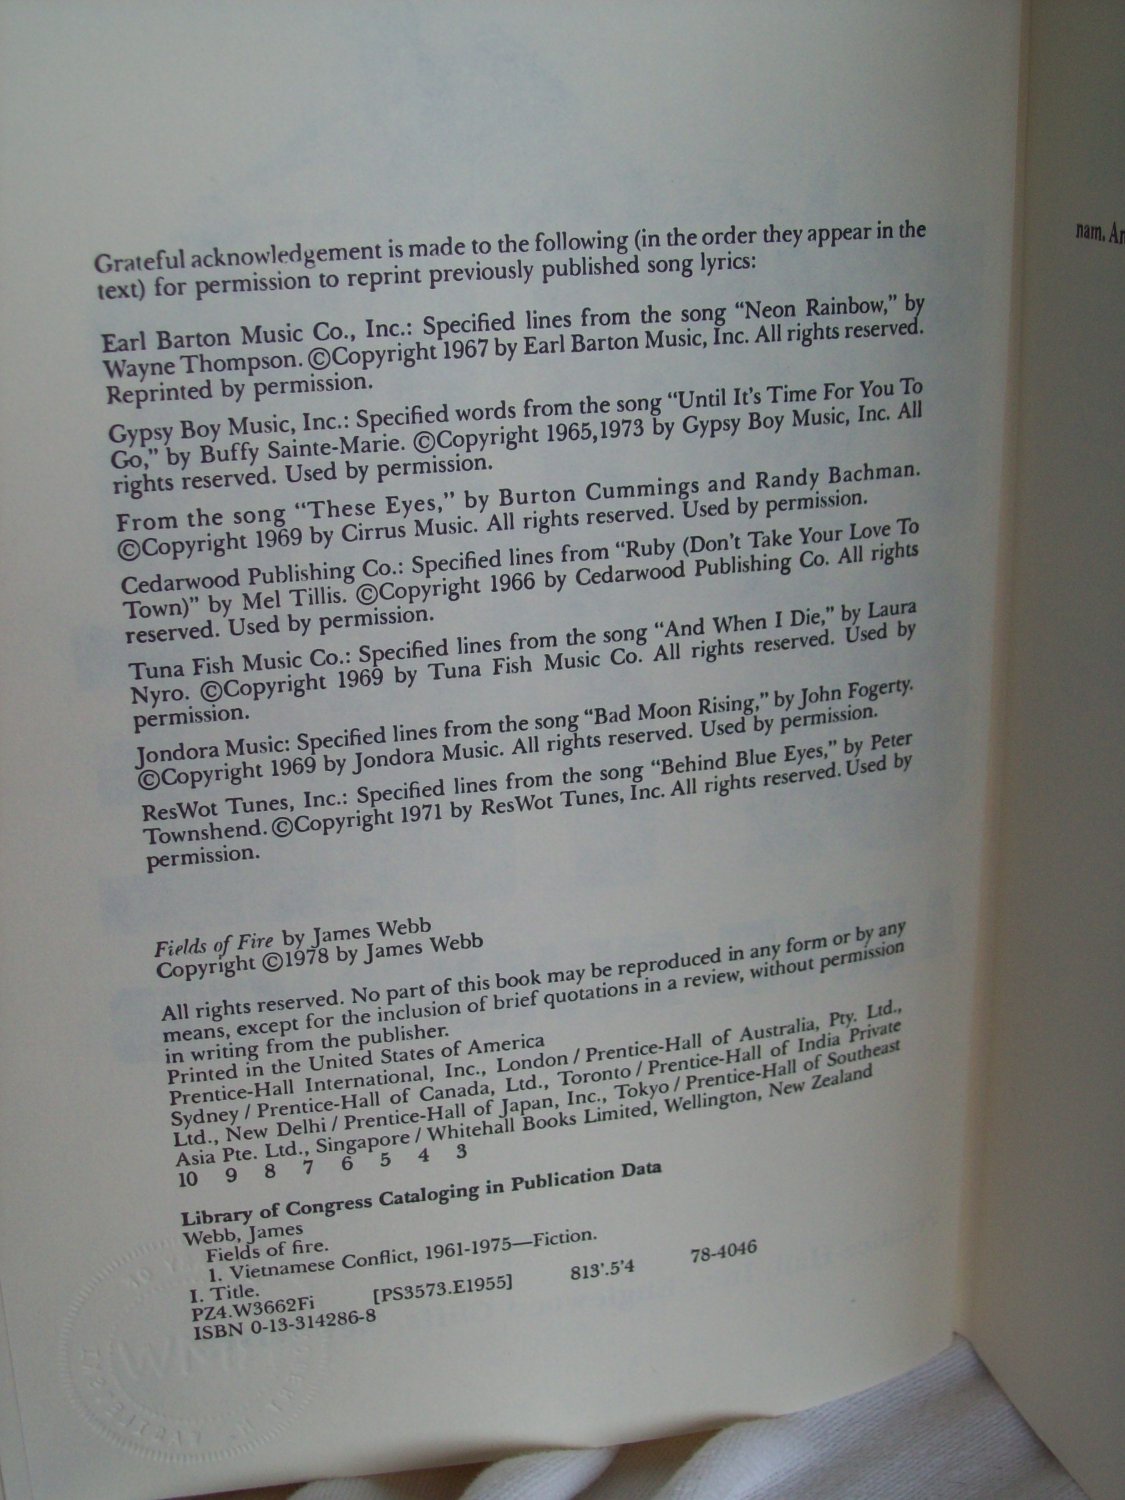 Grateful acknowledgement is made to the following (in the order they appear in the
text) for permission to reprint previously published song lyrics:
Earl Barton Music Co., Inc.: Specified lines from the song “Neon Rainbow,” by
Wayne Thompson. ©Copyright 1967 by Earl Barton Music, Inc. All rights reserved.
Reprinted by permission.
Gypsy Boy Music, Inc.: Specified words from the song “Until It's Time For You To
Go,” by Buffy Sainte-Marie. ©Copyright 1965,1973 by Gypsy Boy Music, Inc. All
rights reserved. Used by permission.
From the song “These Eyes,” by Burton Cummings and Randy Bachman.
©Copyright 1969 by Cirrus Music. All rights reserved. Used by permission.
Cedarwood Publishing Co.: Specified lines from “Ruby (Don't Take Your Love To
Town)” by Mel Tillis. ©Copyright 1966 by Cedarwood Publishing Co. All rights
reserved. Used by permission.
Tuna Fish Music Co.: Specified lines from the song “And When I Die,” by Laura
Nyro. ©Copyright 1969 by Tuna Fish Music Co. All rights reserved. Used by
permission.
Jondora Music: Specified lines from the song “Bad Moon Rising,” by John Fogerty.
©Copyright 1969 by Jondora Music. All rights reserved. Used by permission.
ResWot Tunes, Inc.: Specified lines from the song “Behind Blue Eyes,” by Peter
Townshend. ©Copyright 1971 by ResWot Tunes, Inc. All rights reserved. Used by
permission.
Fields of Fire by James Webb
Copyright ©1978 by James Webb
All rights reserved. No part of this book may be reproduced in any form or by any
means, except for the inclusion of brief quotations in a review, without permission
in writing from the publisher.
Printed in the United States of America
Prentice-Hall International, Inc., London / Prentice-Hall of Australia, Pty. Ltd.,
Sydney / Prentice-Hall of Canada, Ltd., Toronto / Prentice-Hall of India Private
Ltd., New Delhi / Prentice-Hall of Japan, Inc., Tokyo / Prentice-Hall of Southeast
Asia Pte. Ltd., Singapore / Whitehall Books Limited, Wellington, New Zealand
10 9 8 7 6 5 4 3
Library of Congress Cataloging in Publication Data
Webb, James
Fields of fire.
1. Vietnamese Conflict, 1961-1975—Fiction.
I. Title.
PZ4.W3662Fi [PS3573.E1955] 813'.5'4 78-4046
ISBN 0-13-314286-8
nam.